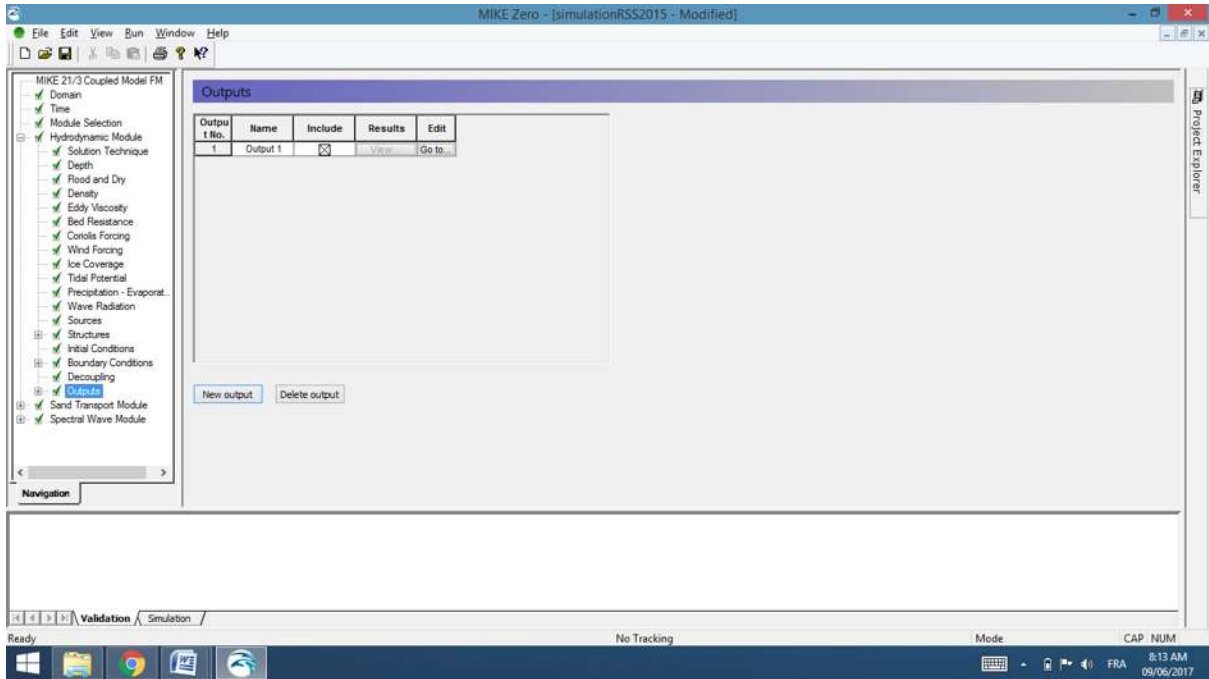 MIKE Zero - [simulationRSS2015 - Modified]
File Edit View Run Window Help
MIKE 21/3 Coupled Model FM
Domain
Time
Module Selection
Hydrodynamic Module
Solution Technique
Depth
Flood and Dry
Density
Eddy Viscosity
Bed Resistance
Coriolis Forcing
Wind Forcing
Ice Coverage
Tidal Potential
Precipitation - Evaporat...
Wave Radiation
Sources
Structures
Initial Conditions
Boundary Conditions
Decoupling
Outputs
Sand Transport Module
Spectral Wave Module
Navigation
Outputs
Outpu
t No. Name Include Results Edit
1 Output 1 View... Go to...
New output Delete output
Project Explorer
Validation Simulation
Ready No Tracking Mode CAP NUM
FRA 8:13 AM
09/06/2017